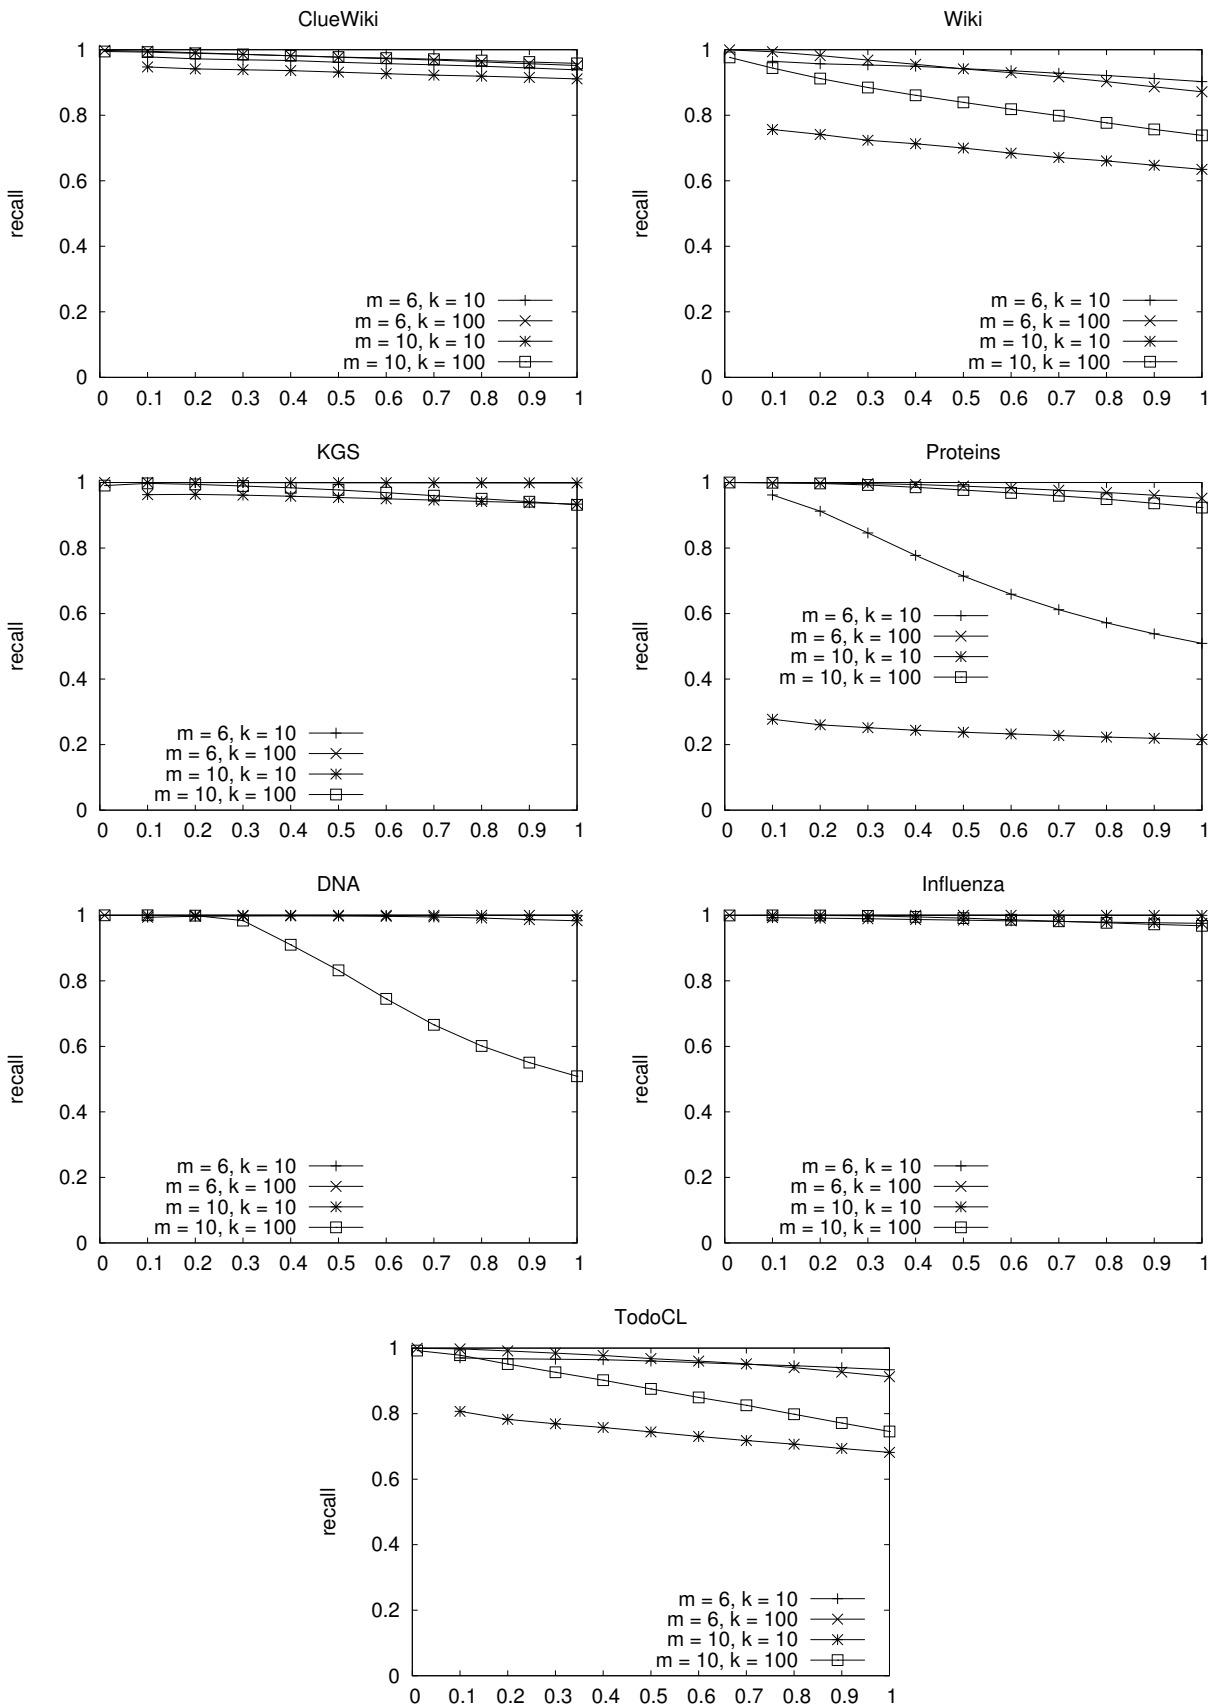 ClueWiki
recall
1
0.8
0.6
0.4
0.2
0
m = 6, k = 10
m = 6, k = 100
m = 10, k = 10
m = 10, k = 100
0 0.1 0.2 0.3 0.4 0.5 0.6 0.7 0.8 0.9 1
Wiki
recall
1
0.8
0.6
0.4
0.2
0
m = 6, k = 10
m = 6, k = 100
m = 10, k = 10
m = 10, k = 100
0 0.1 0.2 0.3 0.4 0.5 0.6 0.7 0.8 0.9 1
KGS
recall
1
0.8
0.6
0.4
0.2
0
m = 6, k = 10
m = 6, k = 100
m = 10, k = 10
m = 10, k = 100
0 0.1 0.2 0.3 0.4 0.5 0.6 0.7 0.8 0.9 1
Proteins
recall
1
0.8
0.6
0.4
0.2
0
m = 6, k = 10
m = 6, k = 100
m = 10, k = 10
m = 10, k = 100
0 0.1 0.2 0.3 0.4 0.5 0.6 0.7 0.8 0.9 1
DNA
recall
1
0.8
0.6
0.4
0.2
0
m = 6, k = 10
m = 6, k = 100
m = 10, k = 10
m = 10, k = 100
0 0.1 0.2 0.3 0.4 0.5 0.6 0.7 0.8 0.9 1
Influenza
recall
1
0.8
0.6
0.4
0.2
0
m = 6, k = 10
m = 6, k = 100
m = 10, k = 10
m = 10, k = 100
0 0.1 0.2 0.3 0.4 0.5 0.6 0.7 0.8 0.9 1
TodoCL
recall
1
0.8
0.6
0.4
0.2
0
m = 6, k = 10
m = 6, k = 100
m = 10, k = 10
m = 10, k = 100
0 0.1 0.2 0.3 0.4 0.5 0.6 0.7 0.8 0.9 1